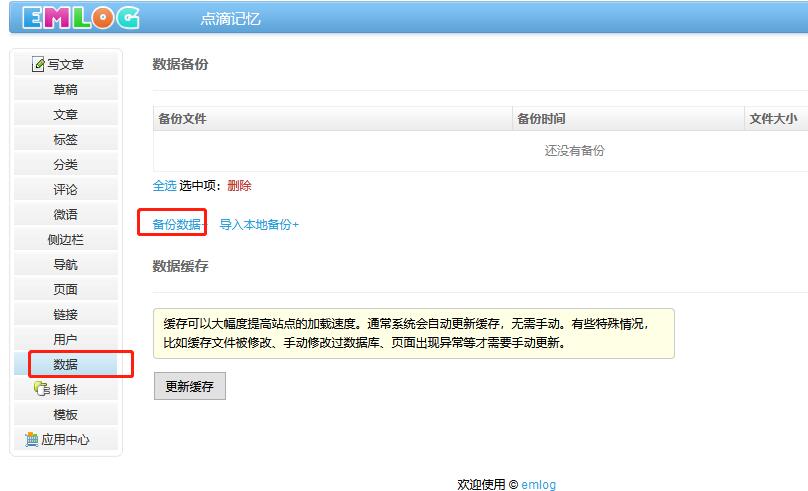 EMLOG
点滴记忆
写文章
草稿
文章
标签
分类
评论
微语
侧边栏
导航
页面
链接
用户
数据
插件
模板
应用中心
数据备份
备份文件 备份时间 文件大小
还没有备份
全选 选中项：删除
备份数据+ 导入本地备份+
数据缓存
缓存可以大幅度提高站点的加载速度。通常系统会自动更新缓存，无需手动。有些特殊情况，
比如缓存文件被修改、手动修改过数据库、页面出现异常等才需要手动更新。
更新缓存
欢迎使用 © emlog